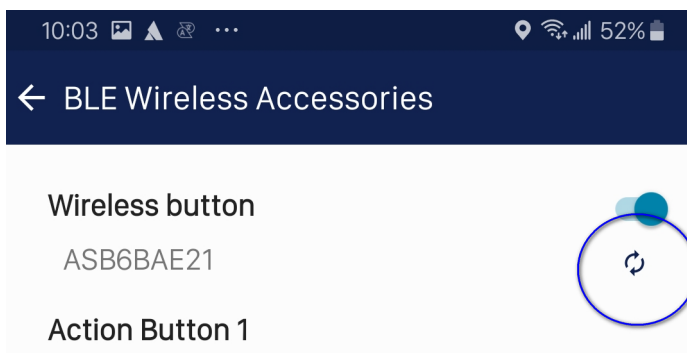 10:03 52%
BLE Wireless Accessories
Wireless button
ASB6BAE21
Action Button 1